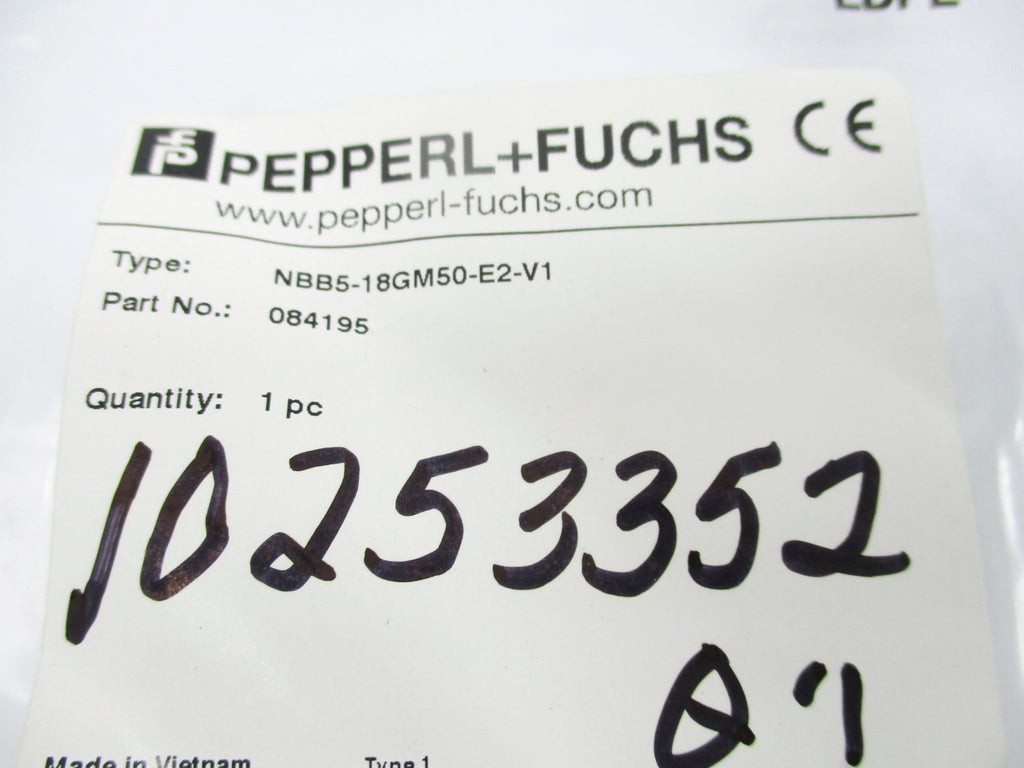 PEPPERL+FUCHS CE
www.pepperl-fuchs.com
Type: NBB5-18GM50-E2-V1
Part No.: 084195
Quantity: 1 pc
10253352
Made in Vietnam Type 1